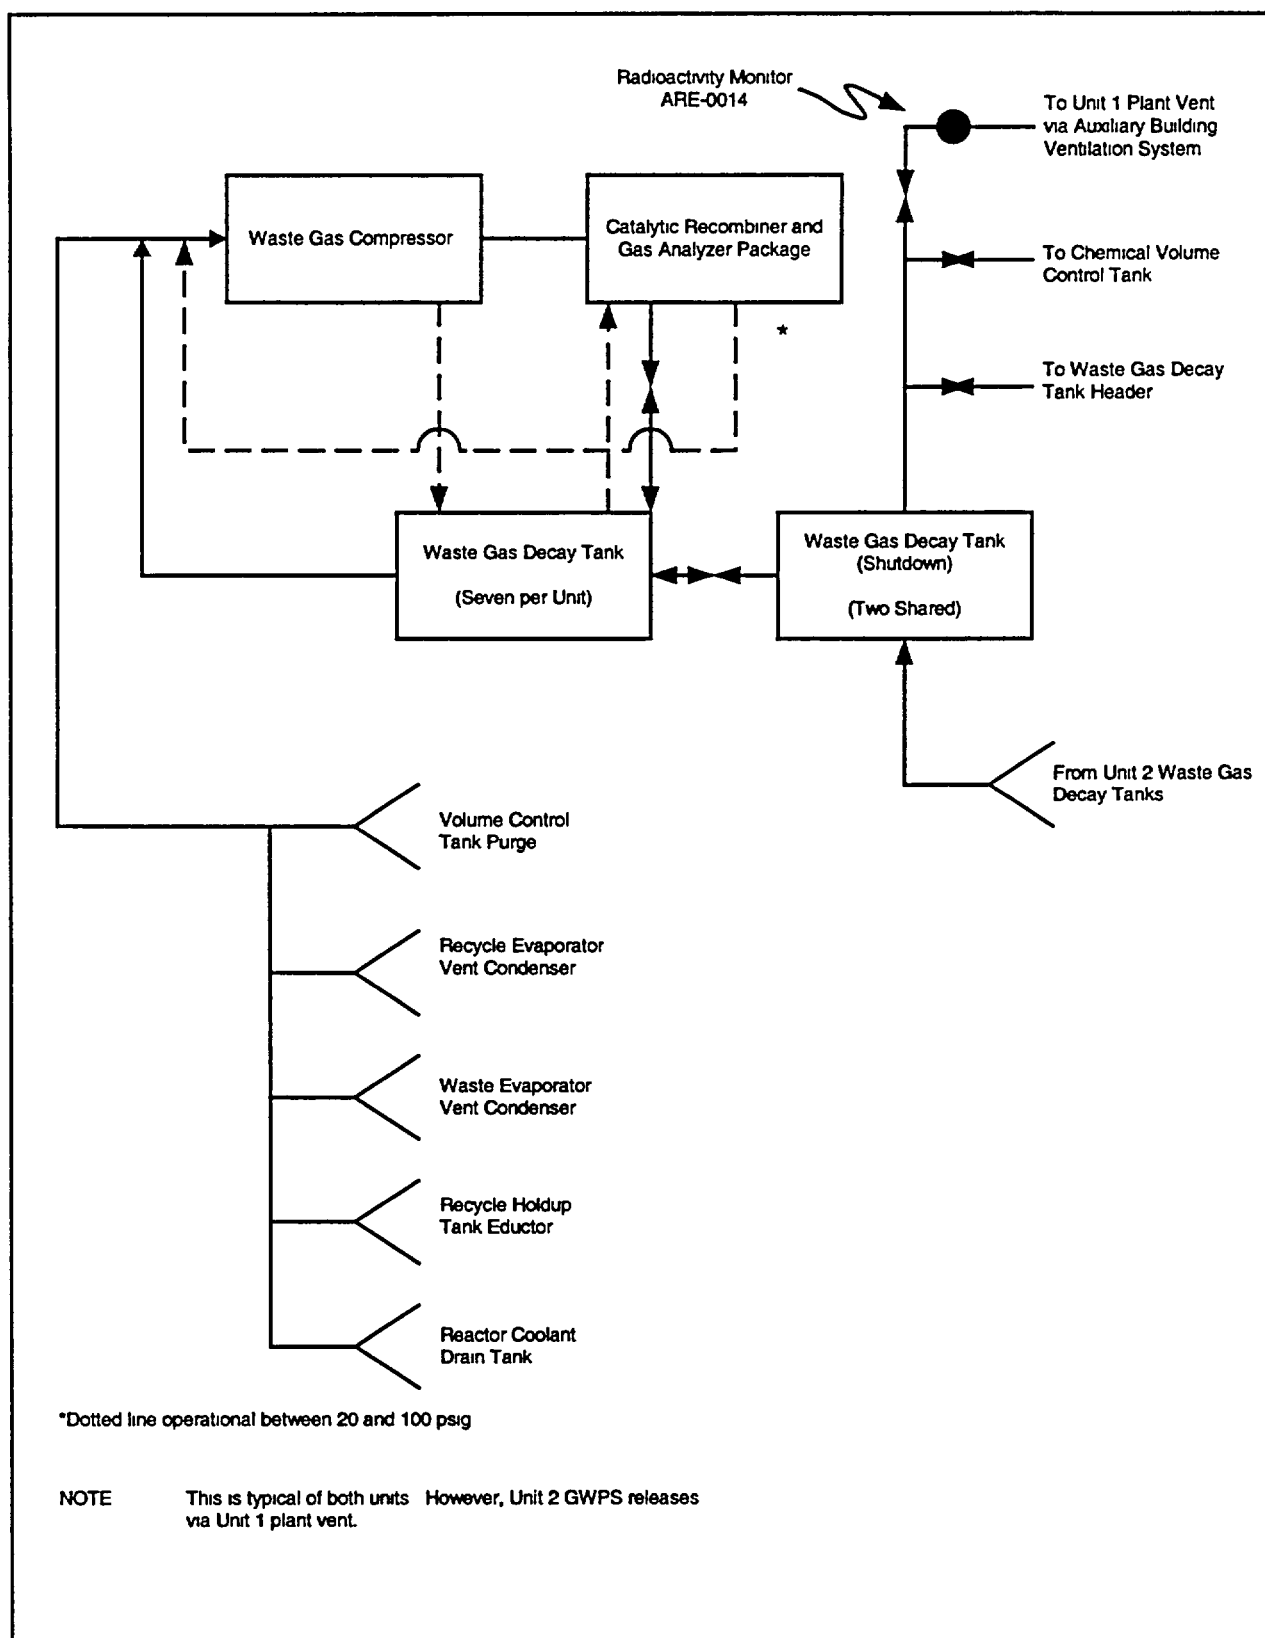 Radioactivity Monitor
ARE-0014
To Unit 1 Plant Vent
via Auxiliary Building
Ventilation System
Waste Gas Compressor
Catalytic Recombiner and
Gas Analyzer Package
To Chemical Volume
Control Tank
*
To Waste Gas Decay
Tank Header
Waste Gas Decay Tank
(Seven per Unit)
Waste Gas Decay Tank
(Shutdown)
(Two Shared)
From Unit 2 Waste Gas
Decay Tanks
Volume Control
Tank Purge
Recycle Evaporator
Vent Condenser
Waste Evaporator
Vent Condenser
Recycle Holdup
Tank Eductor
Reactor Coolant
Drain Tank
*Dotted line operational between 20 and 100 psig
NOTE This is typical of both units However, Unit 2 GWPS releases
via Unit 1 plant vent.